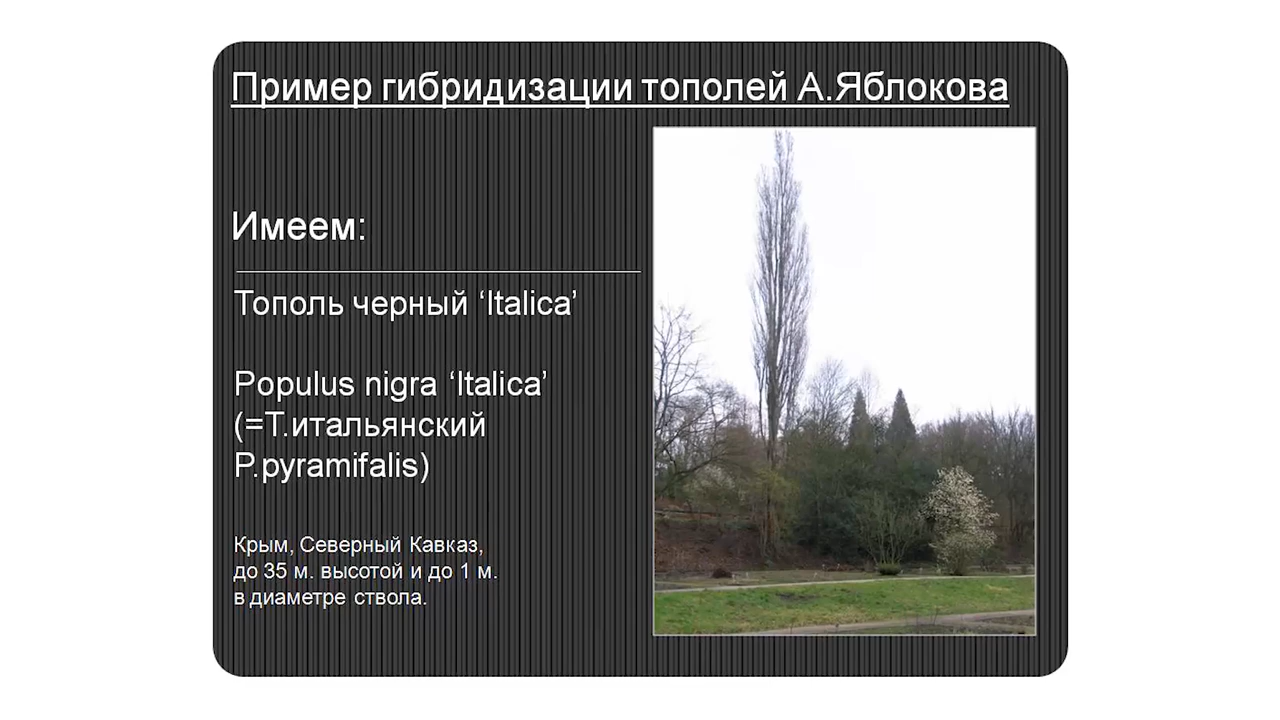 Пример гибридизации тополей А.Яблокова
Имеем:
Тополь черный ‘Italica’
Populus nigra ‘Italica’
(=Т.итальянский
P.pyramifalis)
Крым, Северный Кавказ,
до 35 м. высотой и до 1 м.
в диаметре ствола.